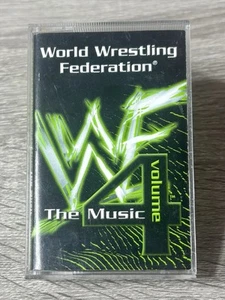 World Wrestling
Federation®
WF
The Music
volume
4